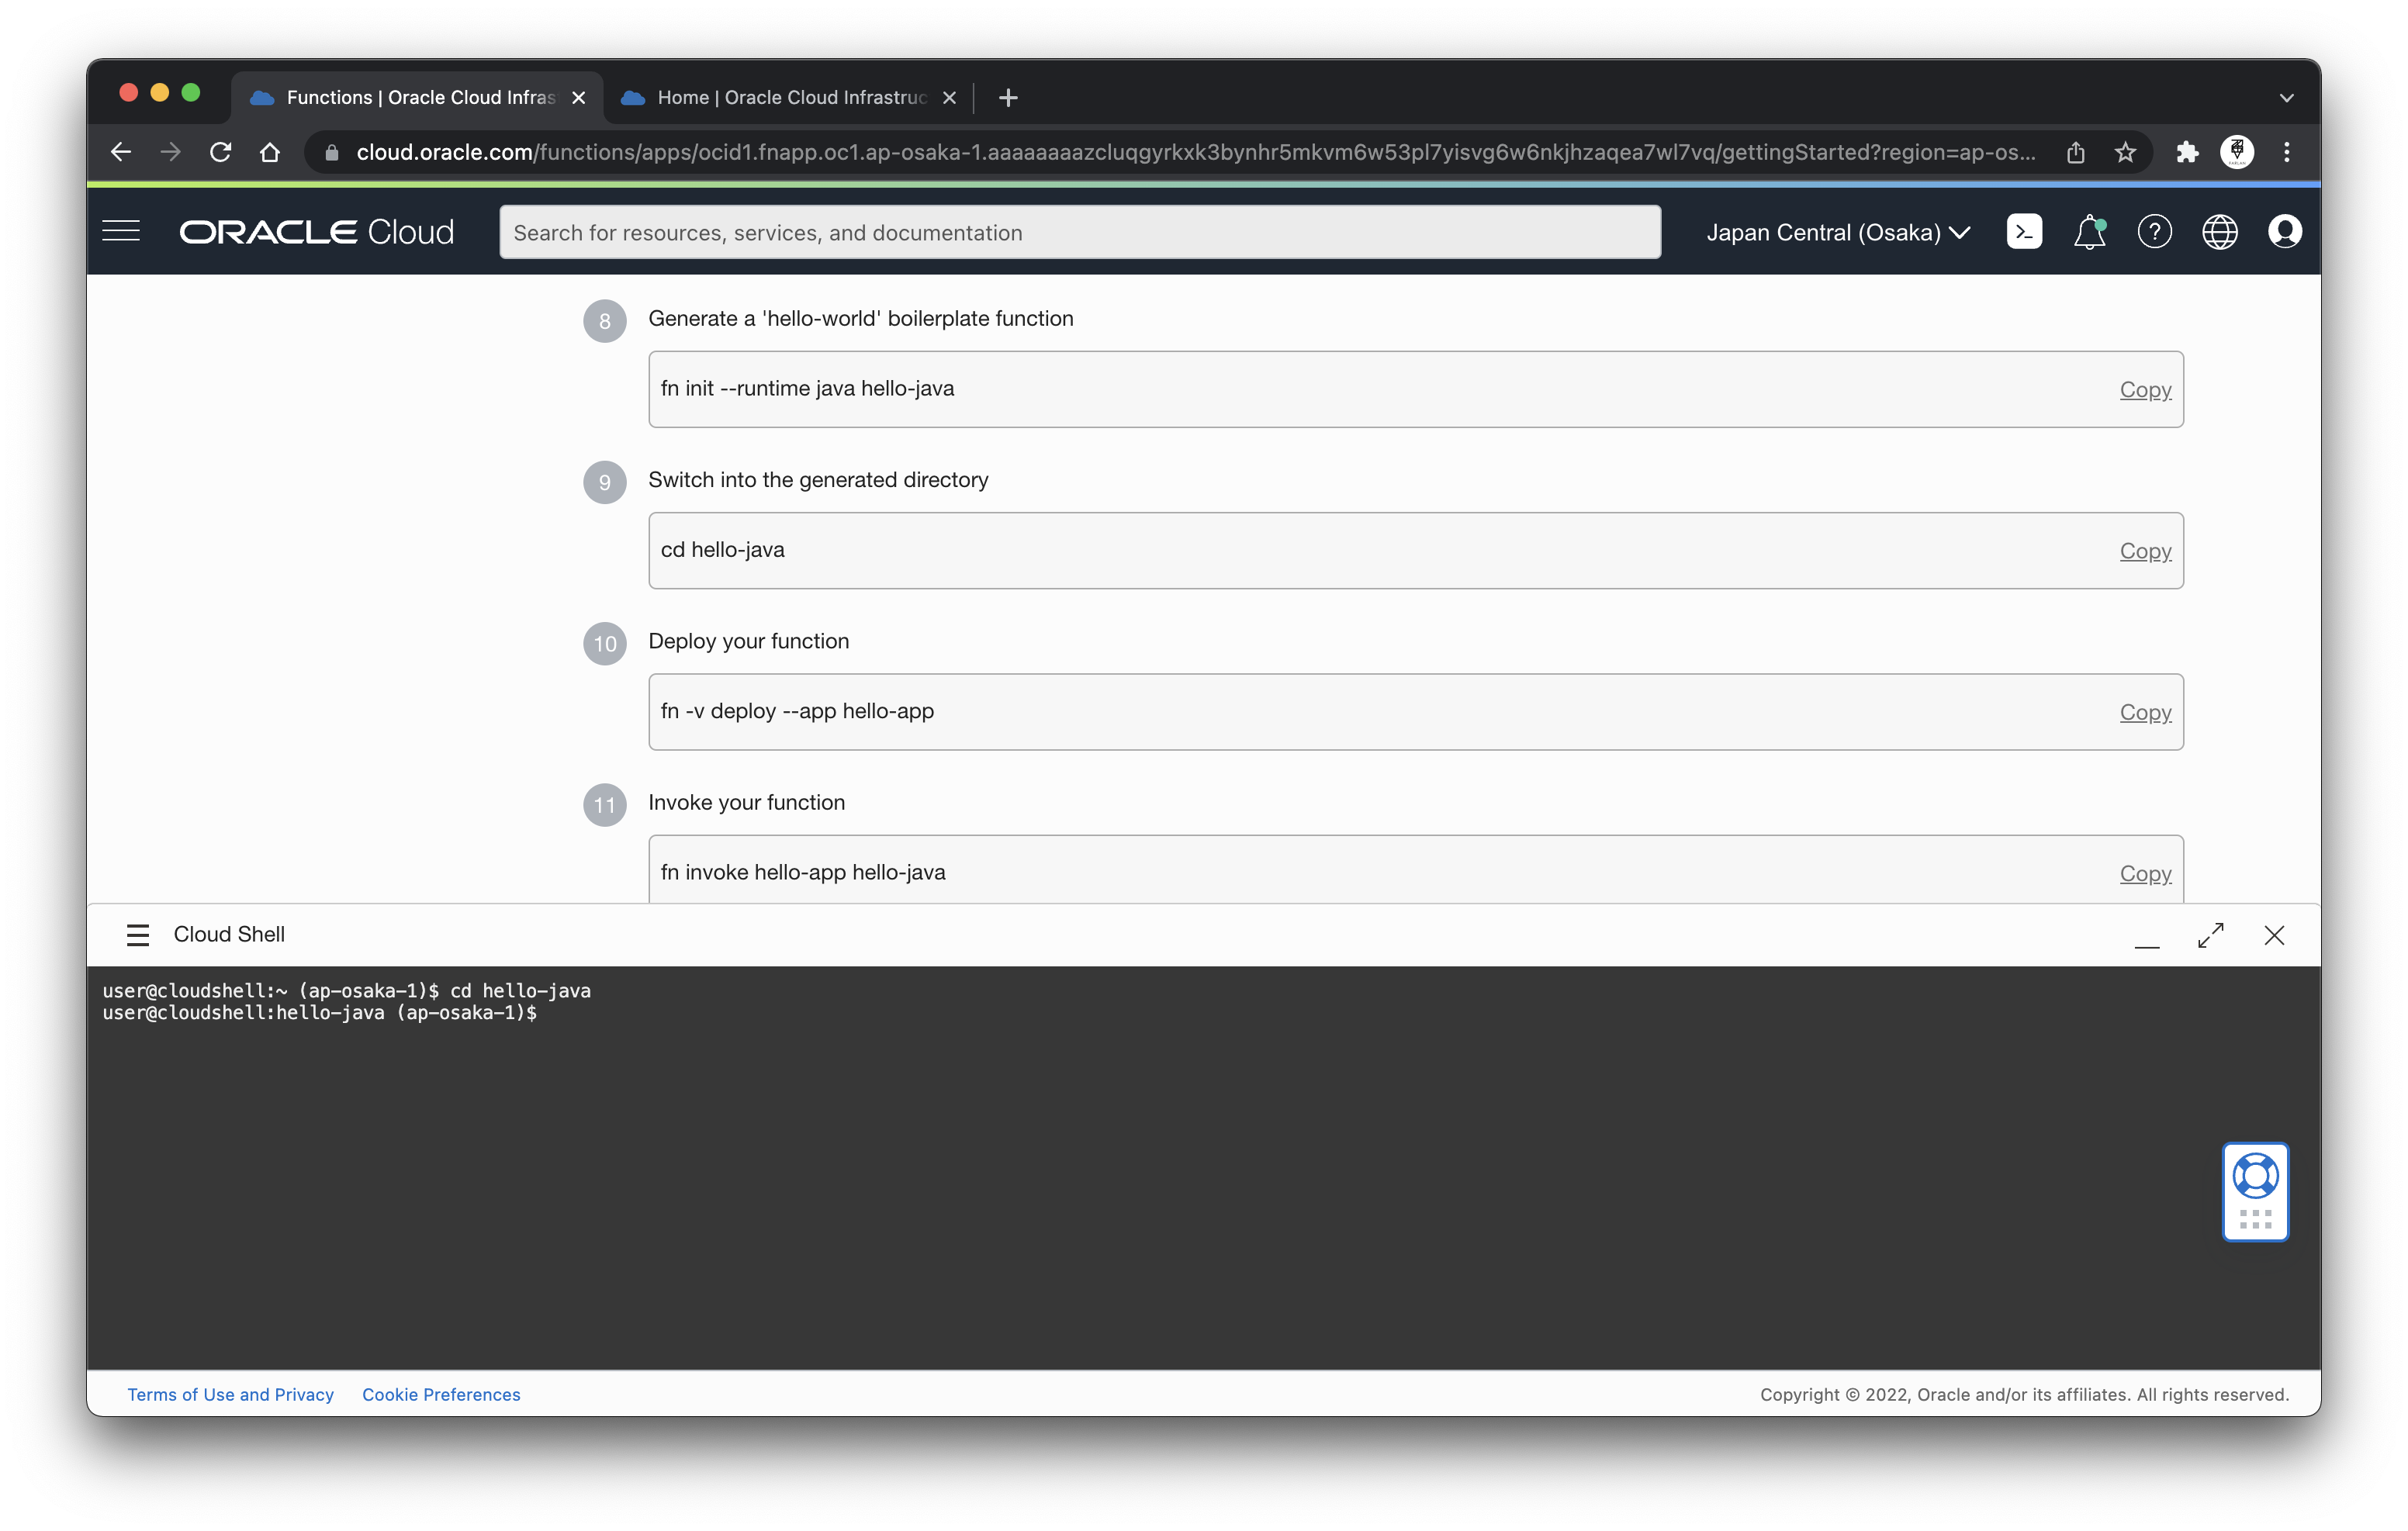 Functions | Oracle Cloud Infras
Home | Oracle Cloud Infrastruc
cloud.oracle.com/functions/apps/ocid1.fnapp.oc1.ap-osaka-1.aaaaaaaazcluqgyrkxk3bynhr5mkvm6w53pl7yisvg6w6nkjhzaqea7wl7vq/gettingStarted?region=ap-os...
ORACLE Cloud
Search for resources, services, and documentation
Japan Central (Osaka)
8 Generate a 'hello-world' boilerplate function
fn init --runtime java hello-java Copy
9 Switch into the generated directory
cd hello-java Copy
10 Deploy your function
fn -v deploy --app hello-app Copy
11 Invoke your function
fn invoke hello-app hello-java Copy
Cloud Shell
user@cloudshell:~ (ap-osaka-1)$ cd hello-java
user@cloudshell:hello-java (ap-osaka-1)$
Terms of Use and Privacy Cookie Preferences
Copyright © 2022, Oracle and/or its affiliates. All rights reserved.